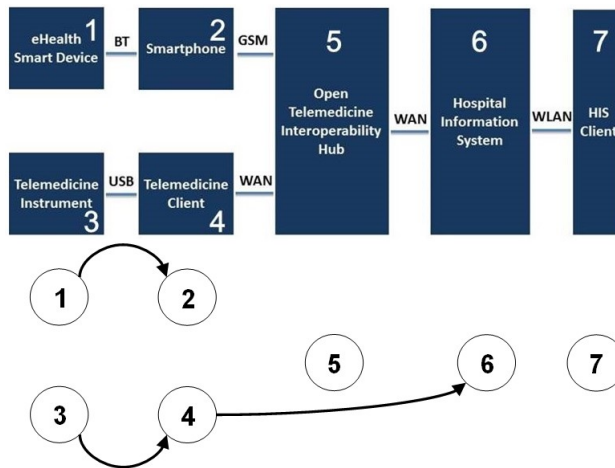 eHealth 1
Smart Device
BT
2
Smartphone
GSM
5
Open
Telemedicine
Interoperability
Hub
WAN
6
Hospital
Information
System
WLAN
7
HIS
Client
Telemedicine
Instrument
3
USB
Telemedicine
Client
4
WAN
1
2
5
6
7
3
4